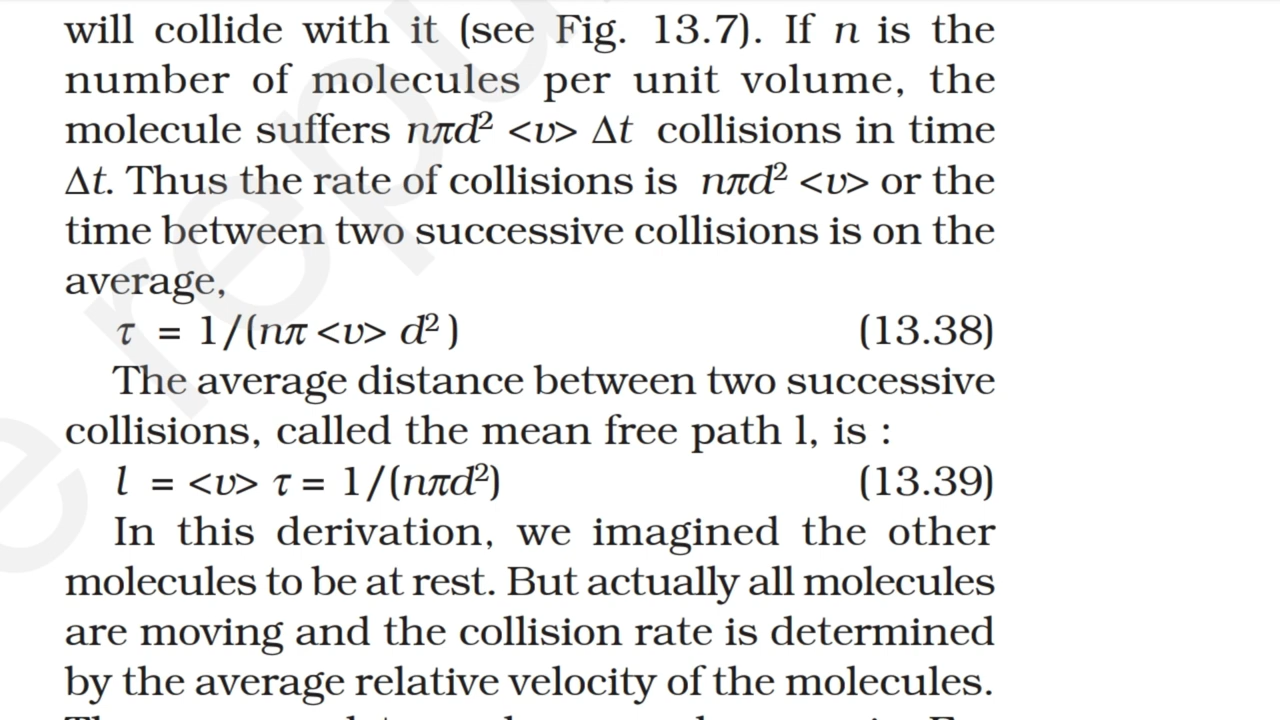 will collide with it (see Fig. 13.7). If n is the
number of molecules per unit volume, the
molecule suffers nπd² <v> Δt collisions in time
Δt. Thus the rate of collisions is nπd² <v> or the
time between two successive collisions is on the
average,
τ = 1/(nπ <v> d² ) (13.38)
The average distance between two successive
collisions, called the mean free path l, is :
l = <v> τ = 1/(nπd²) (13.39)
In this derivation, we imagined the other
molecules to be at rest. But actually all molecules
are moving and the collision rate is determined
by the average relative velocity of the molecules.